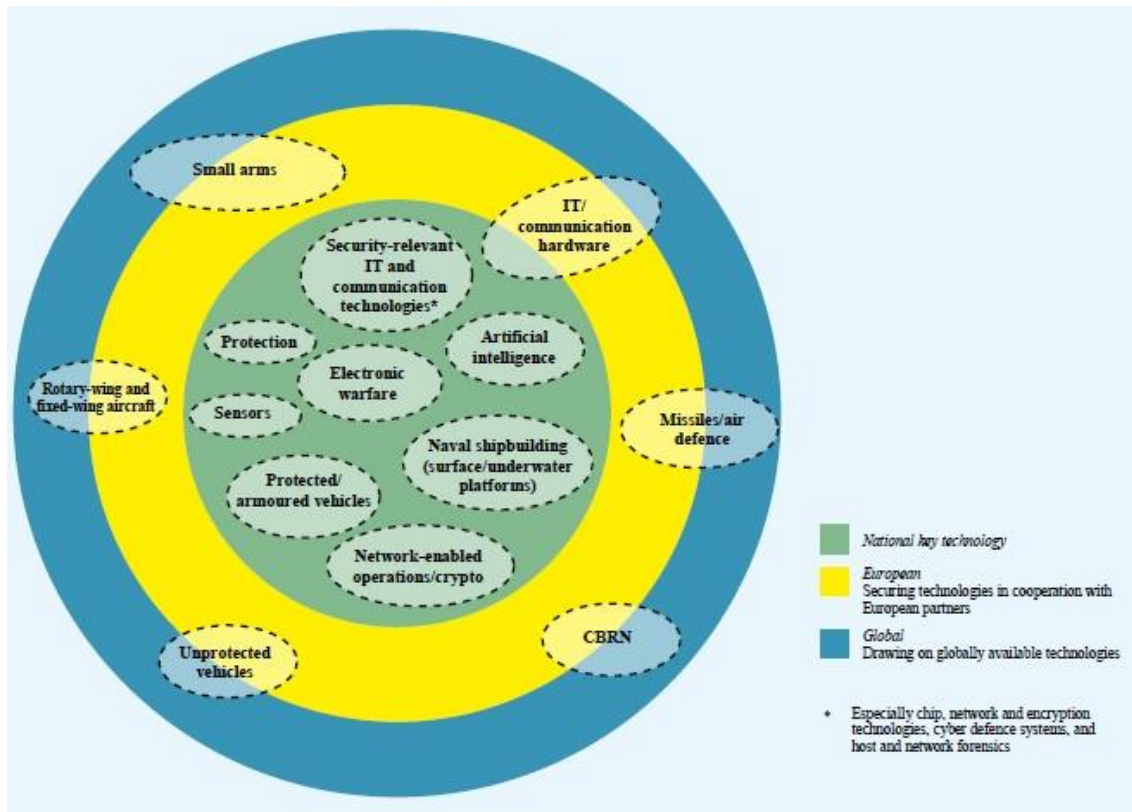 Small arms
IT/
communication
hardware
Security-relevant
IT and
communication
technologies*
Protection
Artificial
intelligence
Electronic
warfare
Rotary-wing and
fixed-wing aircraft
Sensors
Missiles/air
defence
Naval shipbuilding
(surface/underwater
platforms)
Protected/
armoured vehicles
Network-enabled
operations/crypto
CBRN
Unprotected
vehicles
National key technology
European
Securing technologies in cooperation with
European partners
Global
Drawing on globally available technologies
* Especially chip, network and encryption
technologies, cyber defence systems, and
host and network forensics